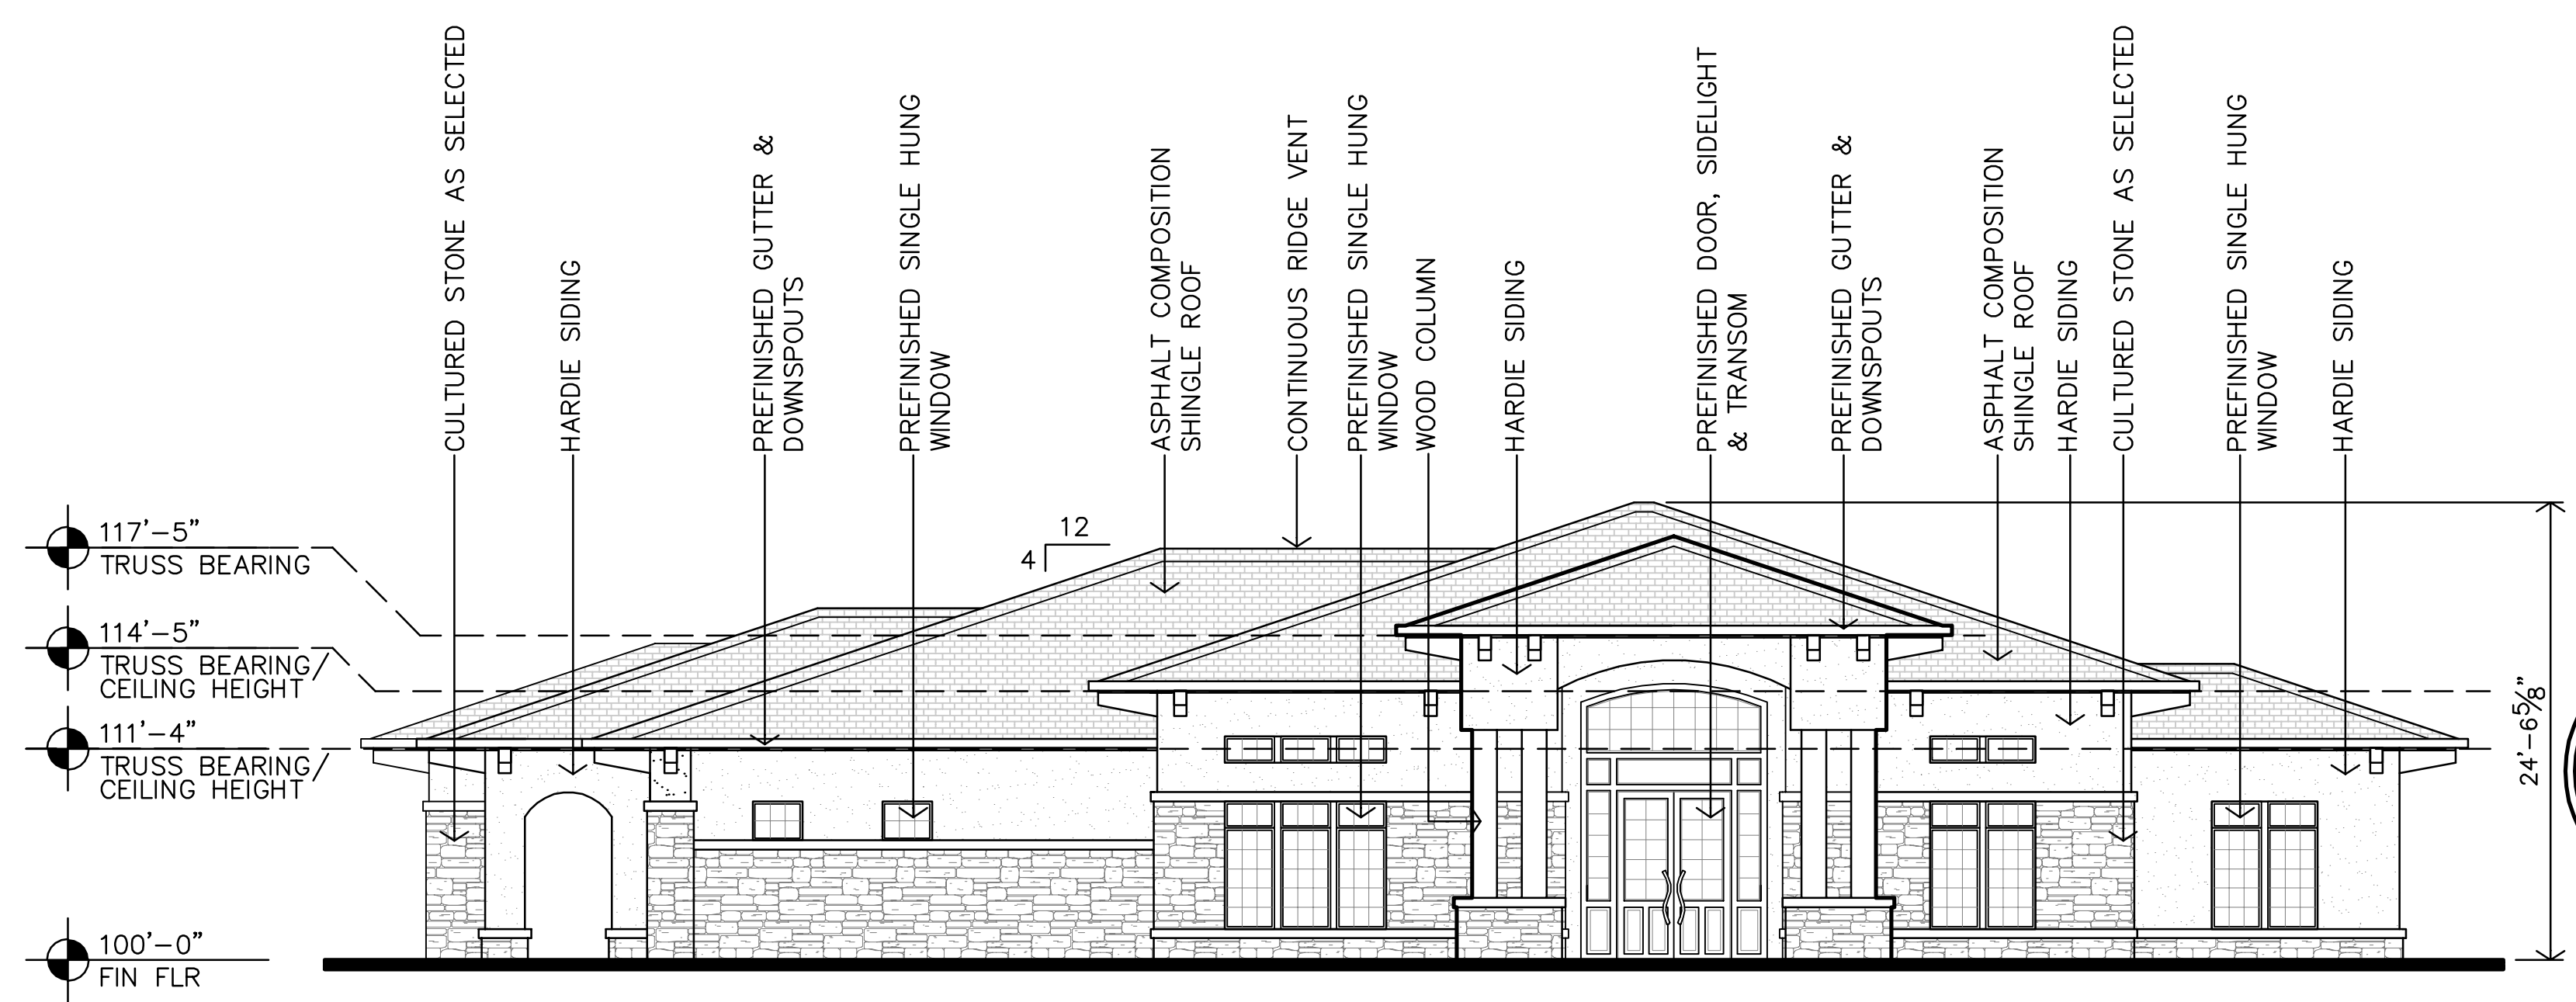 CULTURED STONE AS SELECTED
HARDIE SIDING
PREFINISHED GUTTER &
DOWNSPOUTS
PREFINISHED SINGLE HUNG
WINDOW
ASPHALT COMPOSITION
SHINGLE ROOF
CONTINUOUS RIDGE VENT
PREFINISHED SINGLE HUNG
WINDOW
WOOD COLUMN
HARDIE SIDING
PREFINISHED DOOR, SIDELIGHT
& TRANSOM
PREFINISHED GUTTER &
DOWNSPOUTS
ASPHALT COMPOSITION
SHINGLE ROOF
HARDIE SIDING
CULTURED STONE AS SELECTED
PREFINISHED SINGLE HUNG
WINDOW
HARDIE SIDING
117'-5"
TRUSS BEARING
114'-5"
TRUSS BEARING/
CEILING HEIGHT
111'-4"
TRUSS BEARING/
CEILING HEIGHT
100'-0"
FIN FLR
12
4
24'-6⅝"